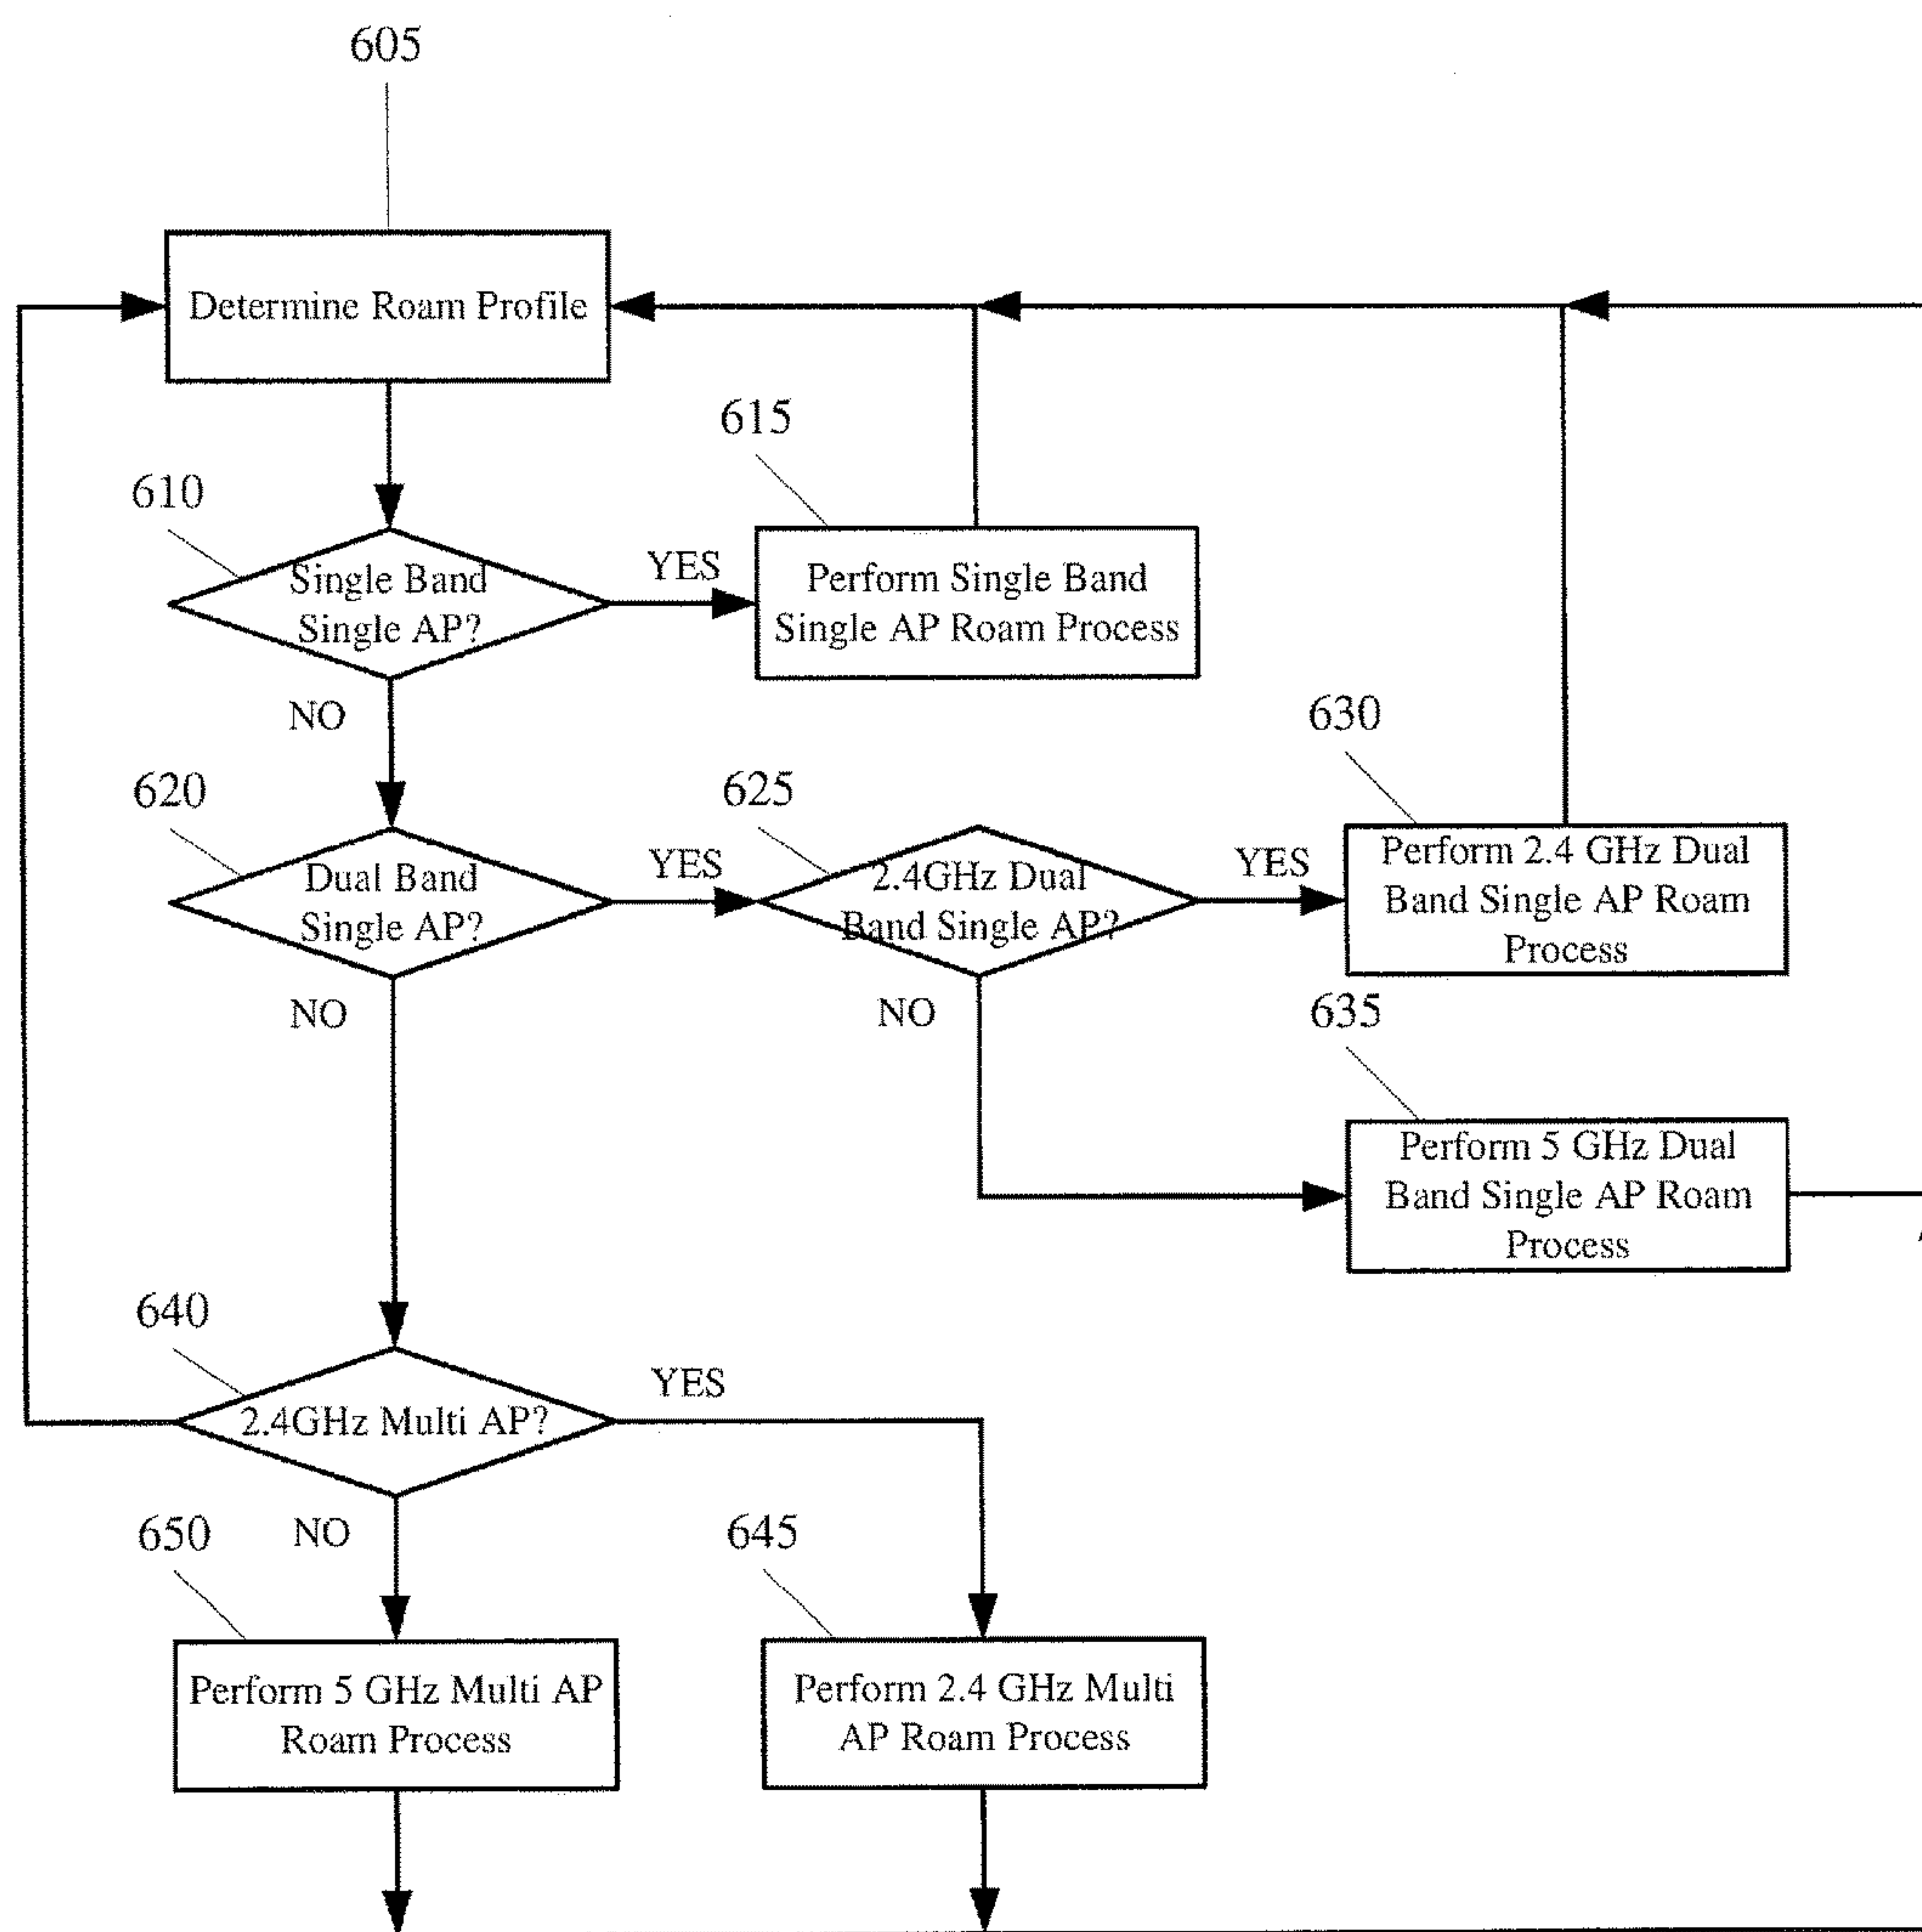 605
Determine Roam Profile
615
610
Single Band
Single AP?
YES
Perform Single Band
Single AP Roam Process
NO
630
620
625
Dual Band
Single AP?
YES
2.4GHz Dual
Band Single AP?
YES
Perform 2.4 GHz Dual
Band Single AP Roam
Process
NO
NO
635
Perform 5 GHz Dual
Band Single AP Roam
Process
640
YES
2.4GHz Multi AP?
NO
650
645
Perform 5 GHz Multi AP
Roam Process
Perform 2.4 GHz Multi
AP Roam Process